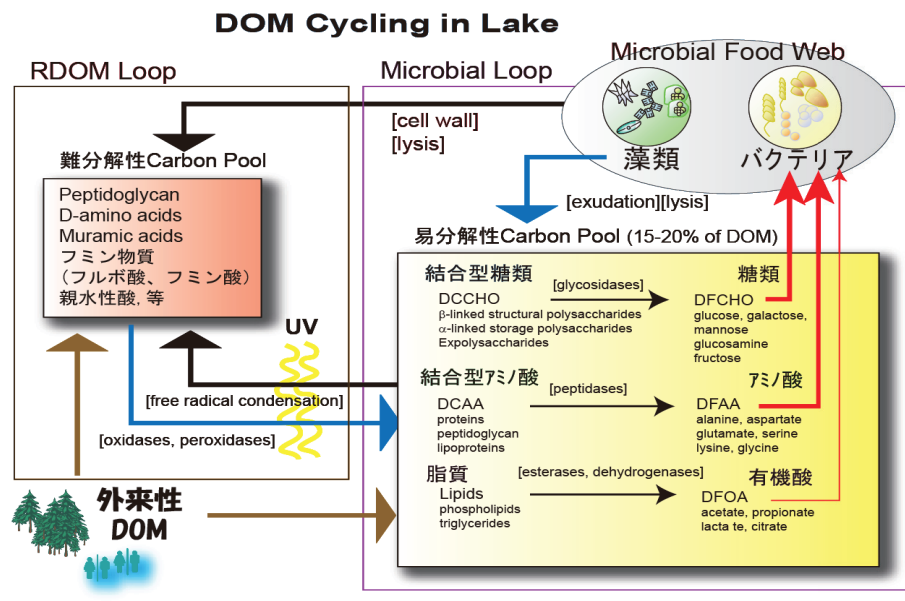 DOM Cycling in Lake
RDOM Loop
Microbial Loop
Microbial Food Web
藻類
バクテリア
[cell wall]
[lysis]
[exudation][lysis]
難分解性Carbon Pool
Peptidoglycan
D-amino acids
Muramic acids
フミン物質
（フルボ酸、フミン酸）
親水性酸, 等
UV
[free radical condensation]
[oxidases, peroxidases]
外来性
DOM
易分解性Carbon Pool (15-20% of DOM)
結合型糖類
DCCHO
β-linked structural polysaccharides
α-linked storage polysaccharides
Expolysaccharides
[glycosidases]
糖類
DFCHO
glucose, galactose,
mannose
glucosamine
fructose
結合型ｱﾐﾉ酸
DCAA
proteins
peptidoglycan
lipoproteins
[peptidases]
ｱﾐﾉ酸
DFAA
alanine, aspartate
glutamate, serine
lysine, glycine
脂質
Lipids
phospholipids
triglycerides
[esterases, dehydrogenases]
有機酸
DFOA
acetate, propionate
lacta te, citrate